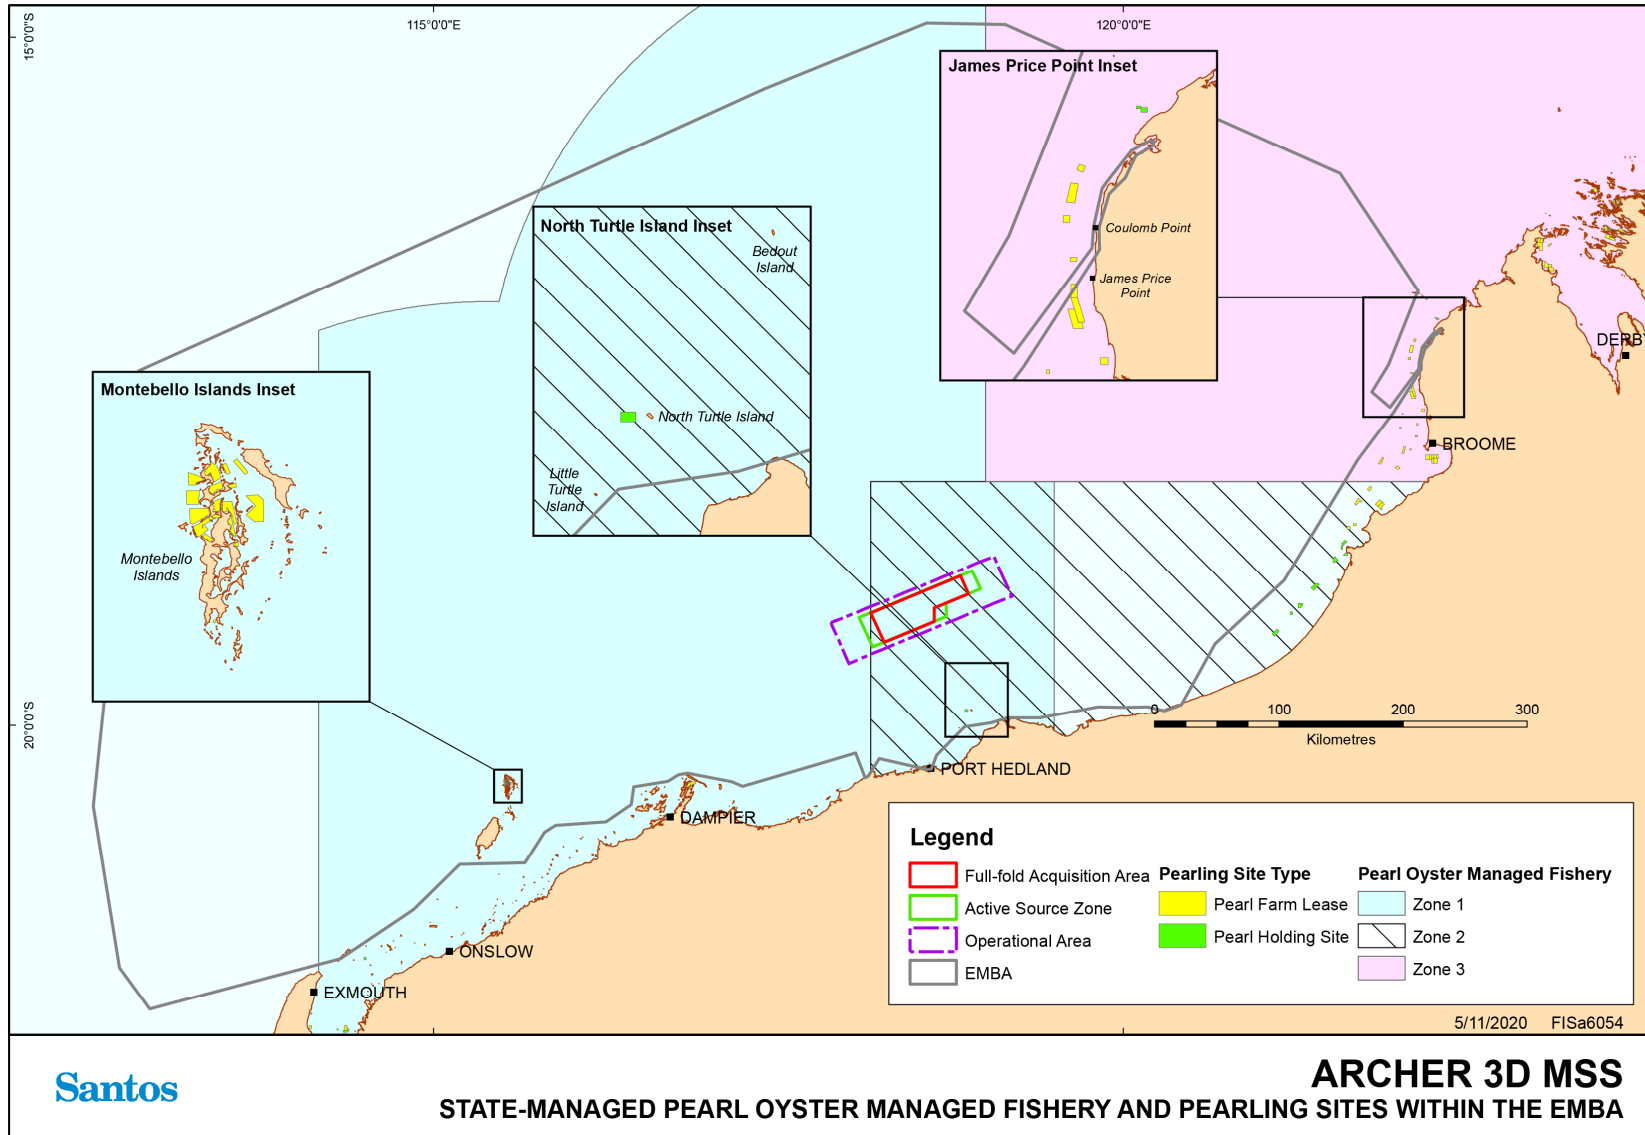 115°0'0"E
120°0'0"E
15°0'0"S
20°0'0"S
James Price Point Inset
Coulomb Point
James Price
Point
North Turtle Island Inset
Bedout
Island
North Turtle Island
Little
Turtle
Island
Montebello Islands Inset
Montebello
Islands
DERBY
BROOME
PORT HEDLAND
DAMPIER
ONSLOW
EXMOUTH
0 100 200 300
Kilometres
Legend
Full-fold Acquisition Area
Active Source Zone
Operational Area
EMBA
Pearling Site Type
Pearl Farm Lease
Pearl Holding Site
Pearl Oyster Managed Fishery
Zone 1
Zone 2
Zone 3
5/11/2020 FISa6054
Santos
ARCHER 3D MSS
STATE-MANAGED PEARL OYSTER MANAGED FISHERY AND PEARLING SITES WITHIN THE EMBA